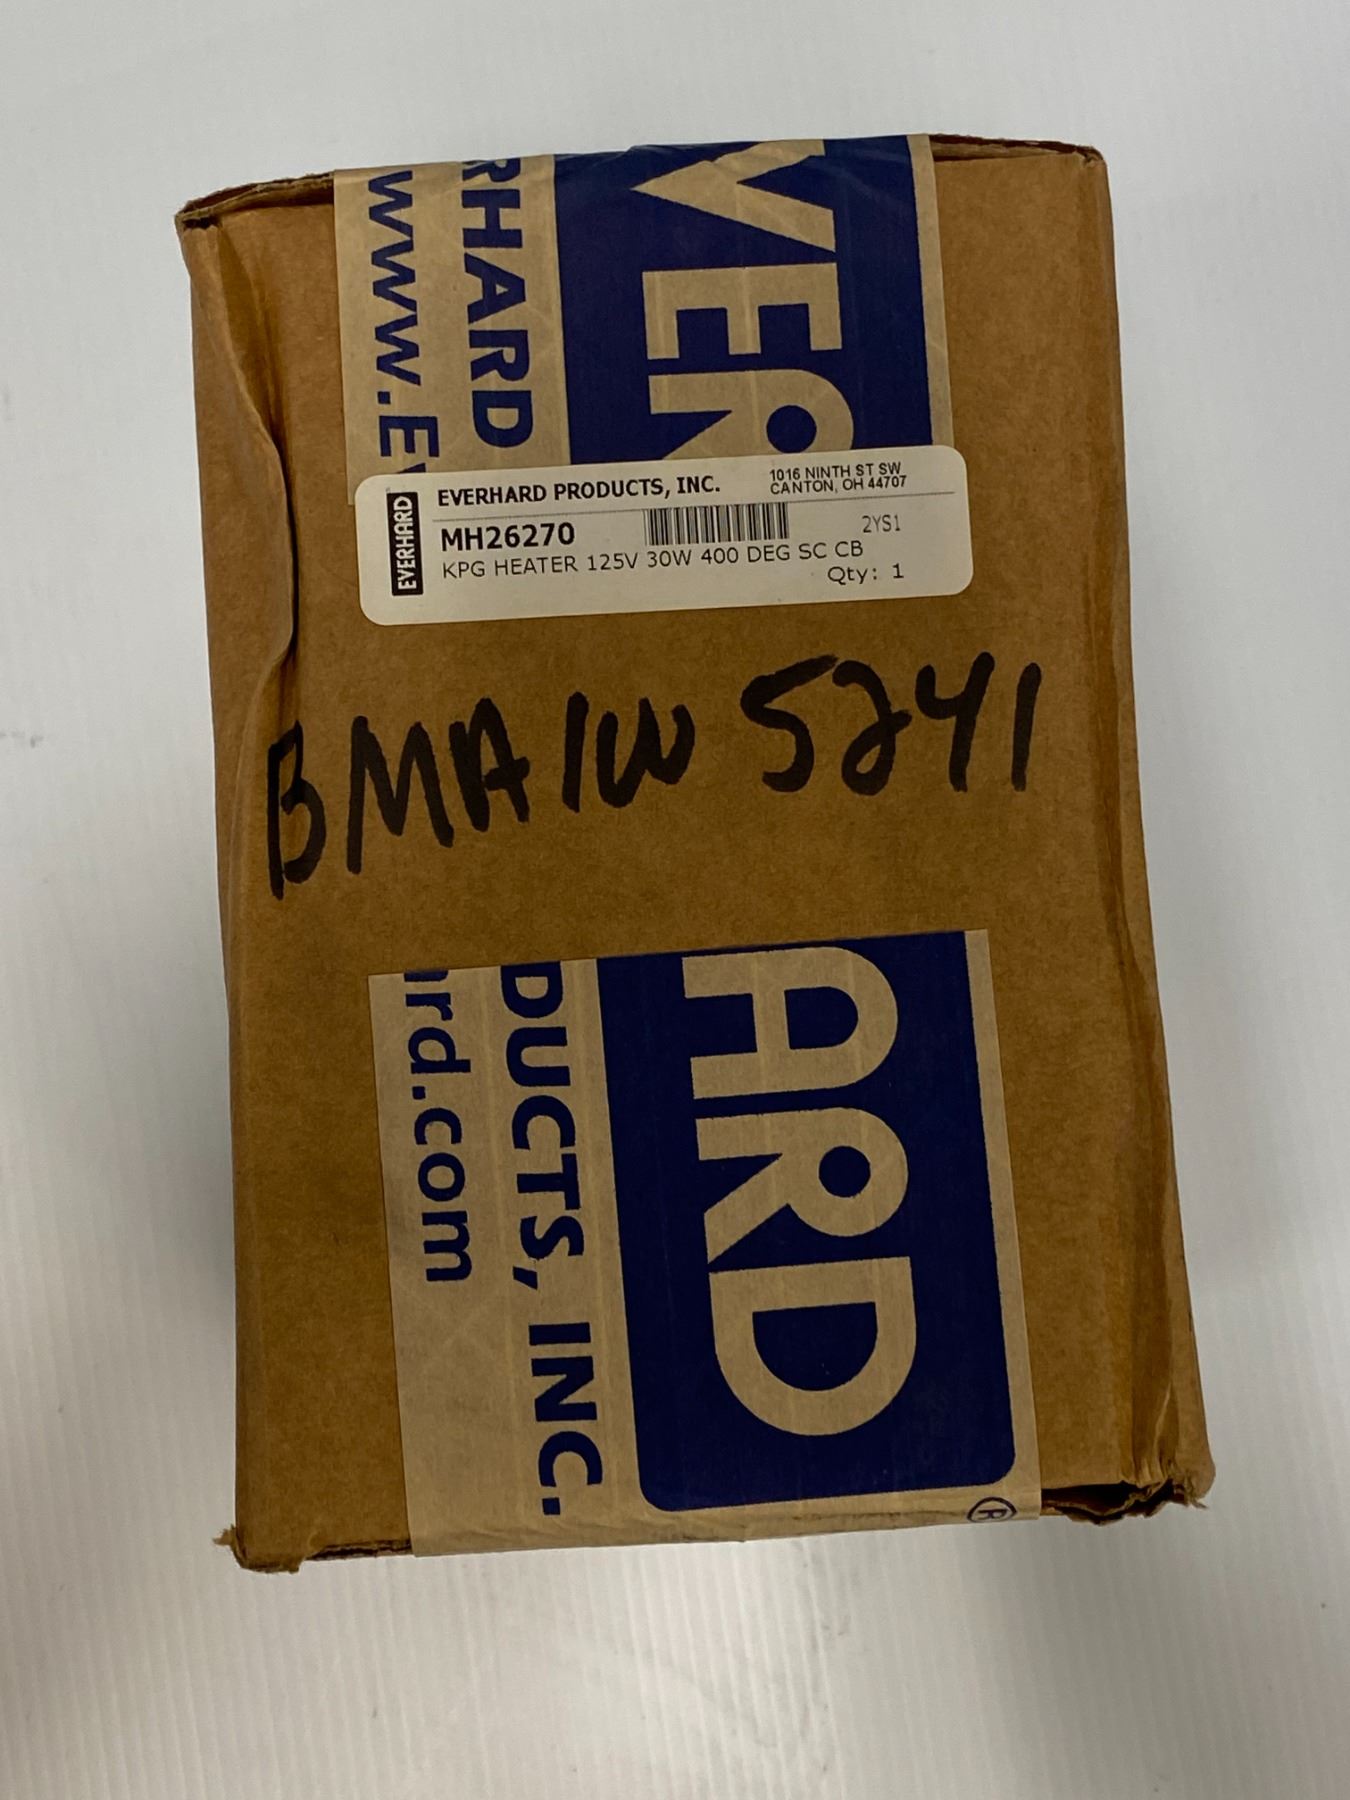 VER
RHARD
www.Ev
EVERHARD
EVERHARD PRODUCTS, INC.
1016 NINTH ST SW
CANTON, OH 44707
MH26270
2YS1
KPG HEATER 125V 30W 400 DEG SC CB
Qty: 1
BMA1W 5241
ARD
DUCTS, INC.
ard.com
®